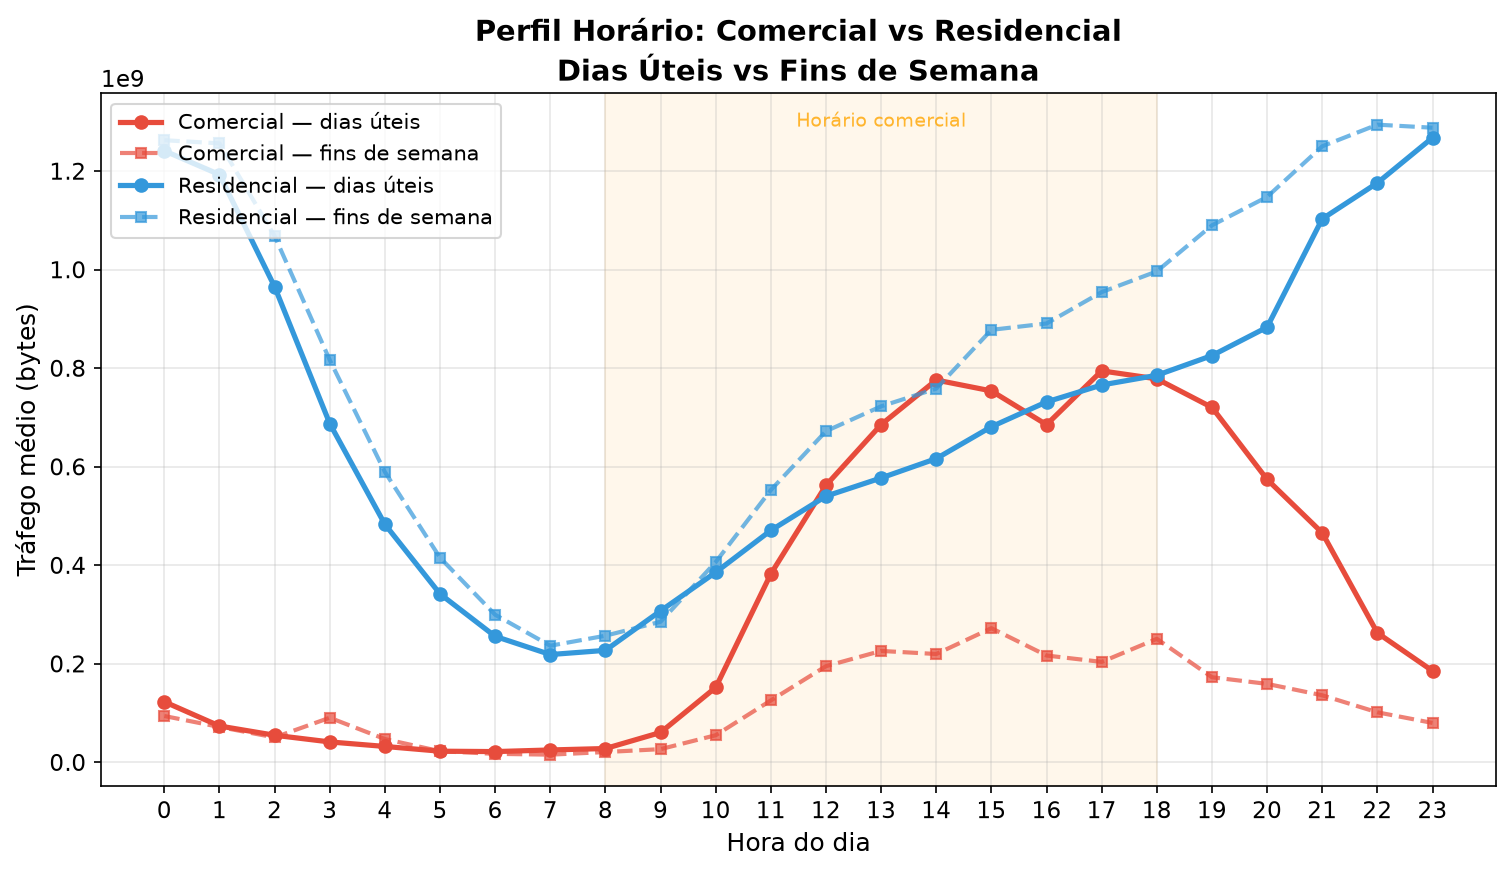 Perfil Horário: Comercial vs Residencial
Dias Úteis vs Fins de Semana
1e9
Comercial — dias úteis
Comercial — fins de semana
Residencial — dias úteis
Residencial — fins de semana
Horário comercial
1.2
1.0
0.8
0.6
0.4
0.2
0.0
Tráfego médio (bytes)
0 1 2 3 4 5 6 7 8 9 10 11 12 13 14 15 16 17 18 19 20 21 22 23
Hora do dia